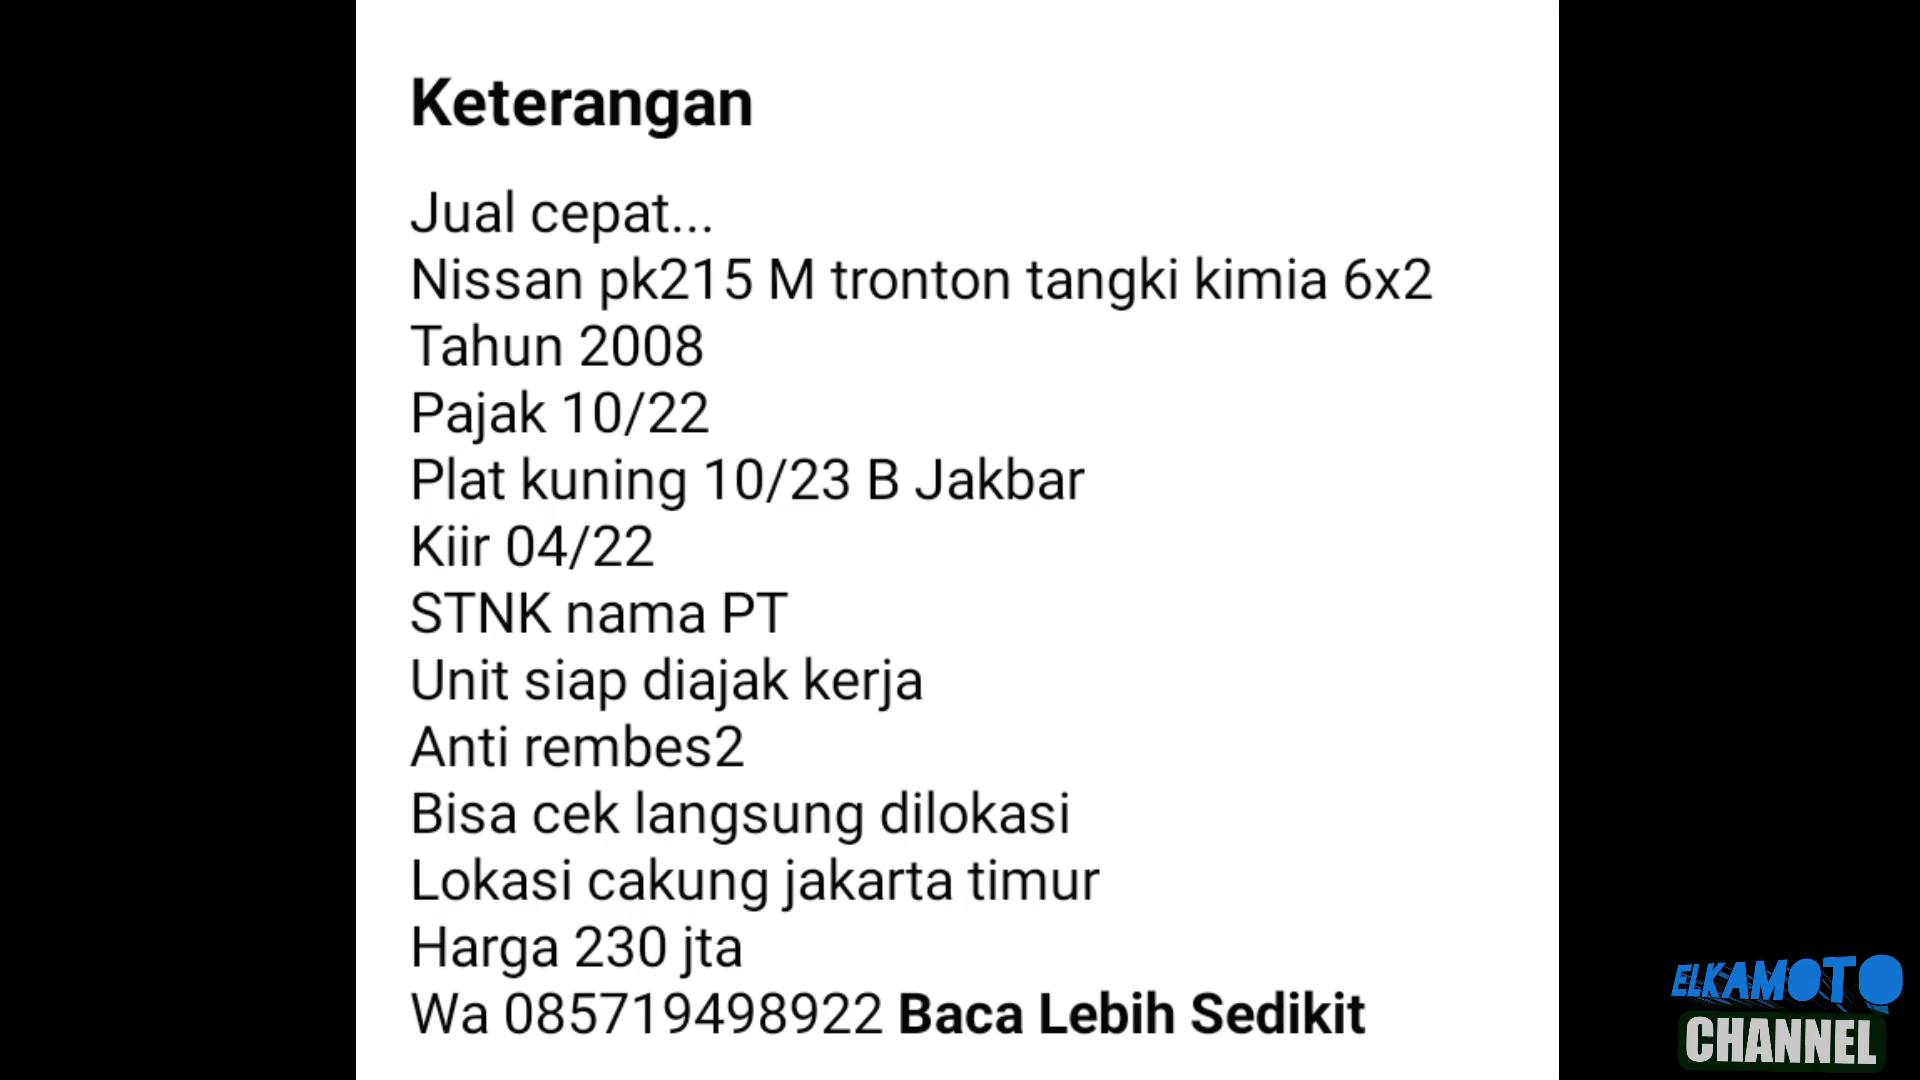 Keterangan
Jual cepat...
Nissan pk215 M tronton tangki kimia 6x2
Tahun 2008
Pajak 10/22
Plat kuning 10/23 B Jakbar
Kiir 04/22
STNK nama PT
Unit siap diajak kerja
Anti rembes2
Bisa cek langsung dilokasi
Lokasi cakung jakarta timur
Harga 230 jta
Wa 085719498922 Baca Lebih Sedikit
ELKAMOTO
CHANNEL